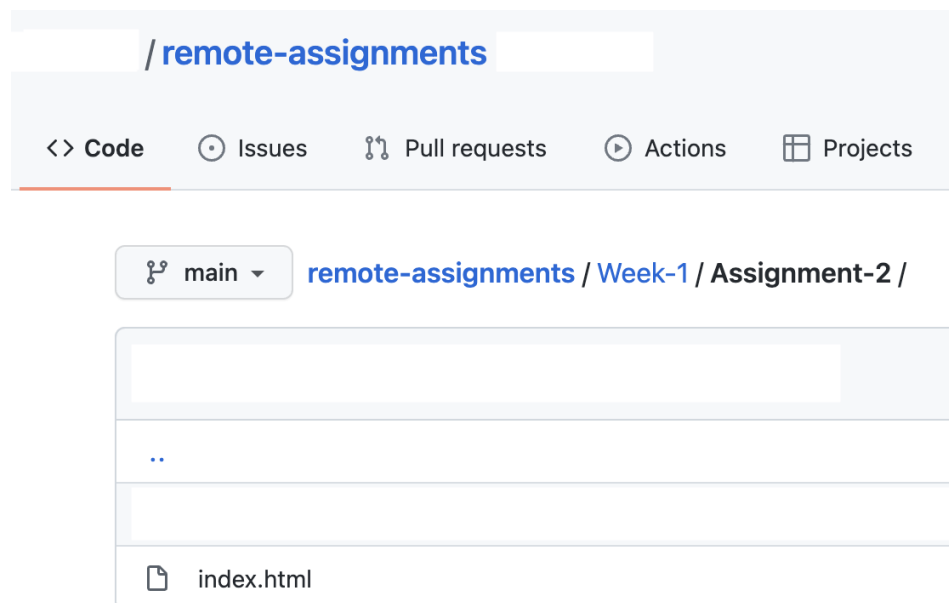 / remote-assignments
Code Issues Pull requests Actions Projects
main remote-assignments / Week-1 / Assignment-2 /
..
index.html